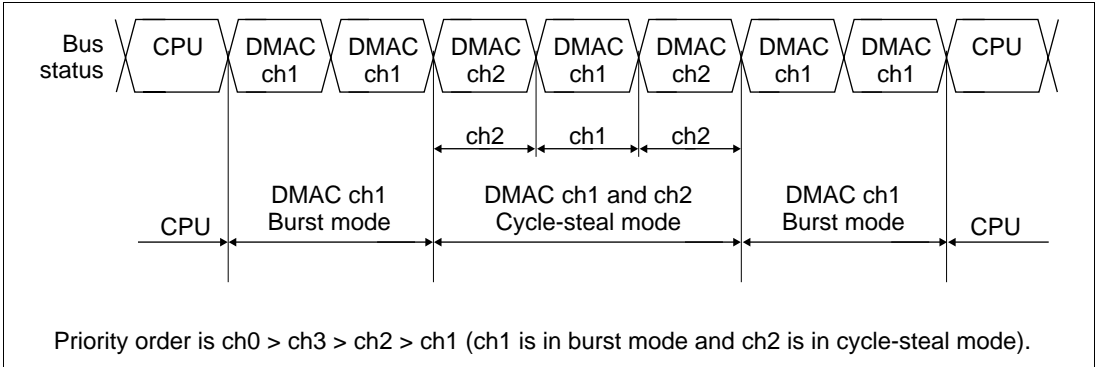 Bus status
CPU
DMAC ch1
DMAC ch1
DMAC ch2
DMAC ch1
DMAC ch2
DMAC ch1
DMAC ch1
CPU
ch2
ch1
ch2
CPU
DMAC ch1
Burst mode
DMAC ch1 and ch2
Cycle-steal mode
DMAC ch1
Burst mode
CPU
Priority order is ch0 > ch3 > ch2 > ch1 (ch1 is in burst mode and ch2 is in cycle-steal mode).